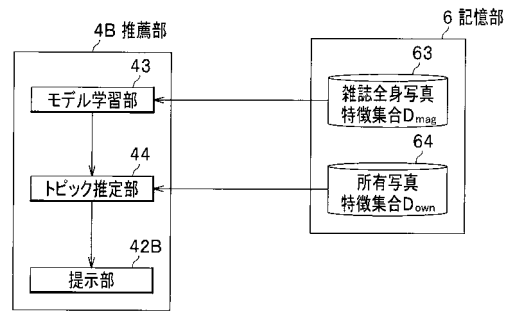 4B 推薦部
43
モデル学習部
44
トピック推定部
42B
提示部
6 記憶部
63
雑誌全身写真
特徴集合Dmag
64
所有写真
特徴集合Down